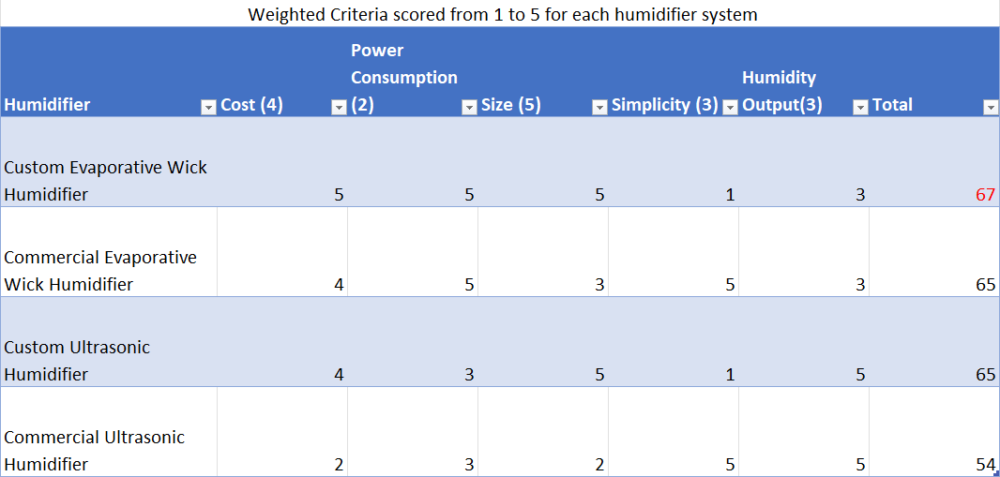 Weighted Criteria scored from 1 to 5 for each humidifier system
Power
Consumption
Humidity
Humidifier Cost (4) (2) Size (5) Simplicity (3) Output(3) Total
Custom Evaporative Wick
Humidifier 5 5 5 1 3 67
Commercial Evaporative
Wick Humidifier 4 5 3 5 3 65
Custom Ultrasonic
Humidifier 4 3 5 1 5 65
Commercial Ultrasonic
Humidifier 2 3 2 5 5 54